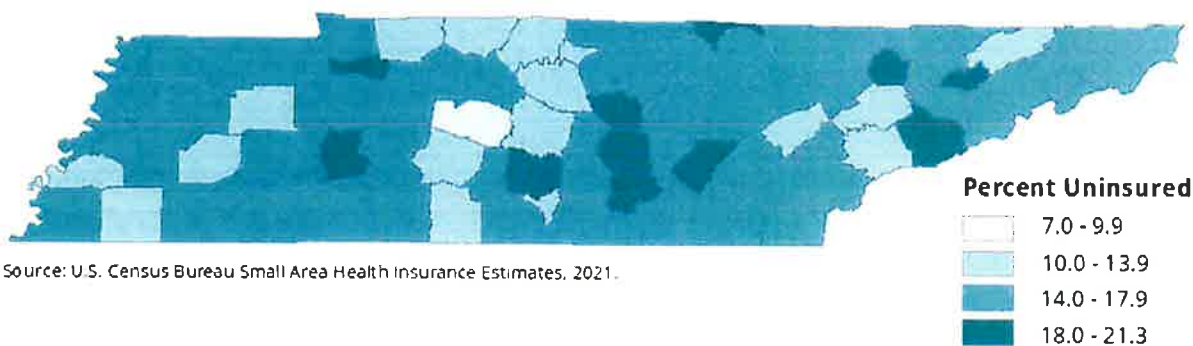 Percent Uninsured
7.0 - 9.9
10.0 - 13.9
14.0 - 17.9
18.0 - 21.3
Source: U.S. Census Bureau Small Area Health Insurance Estimates, 2021.